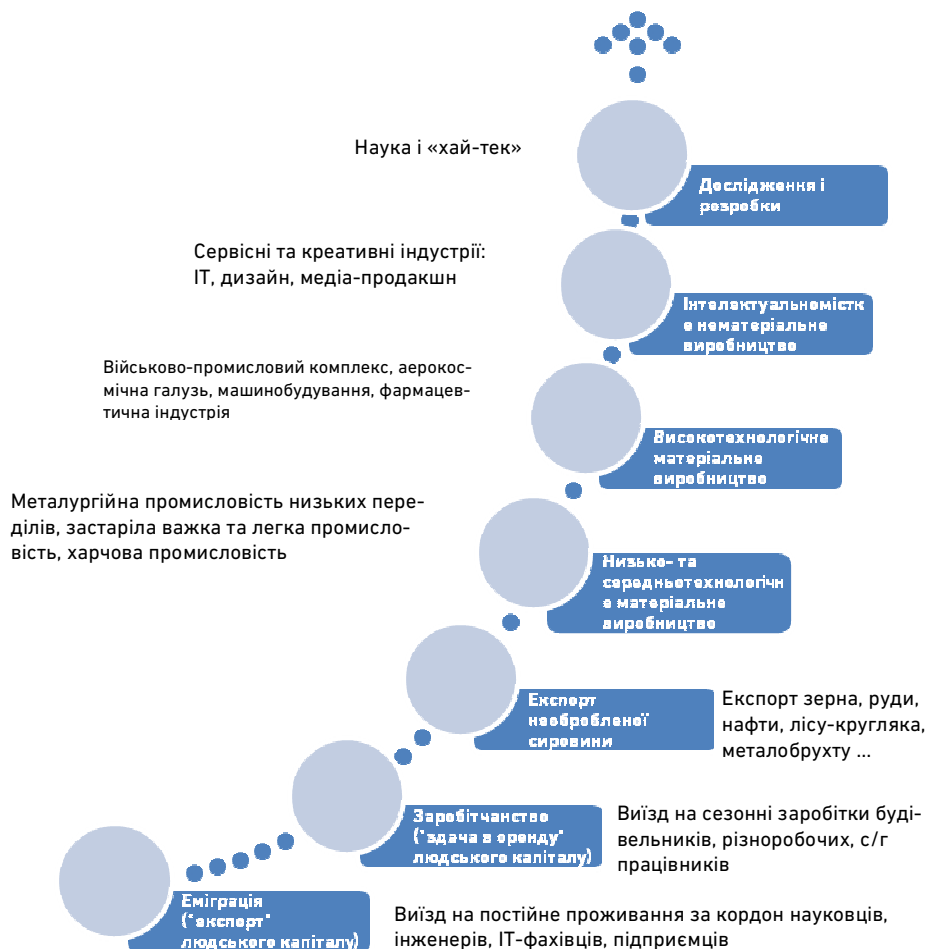 Наука і «хай-тек»
Дослідження і
розробки
Сервісні та креативні індустрії:
ІТ, дизайн, медіа-продакшн
Інтелектуальномістк
е нематеріальне
виробництво
Військово-промисловий комплекс, аерокос-
мічна галузь, машинобудування, фармацев-
тична індустрія
Високотехнологічне
матеріальне
виробництво
Металургійна промисловість низьких пере-
ділів, застаріла важка та легка промисло-
вість, харчова промисловість
Низько- та
середньотехнологічн
е матеріальне
виробництво
Експорт
необробленої
сировини
Експорт зерна, руди,
нафти, лісу-кругляка,
металобрухту ...
Заробітчанство
("здача в оренду"
людського капіталу)
Виїзд на сезонні заробітки буді-
вельників, різноробочих, с/г
працівників
Еміграція
("експорт"
людського капіталу)
Виїзд на постійне проживання за кордон науковців,
інженерів, ІТ-фахівців, підприємців